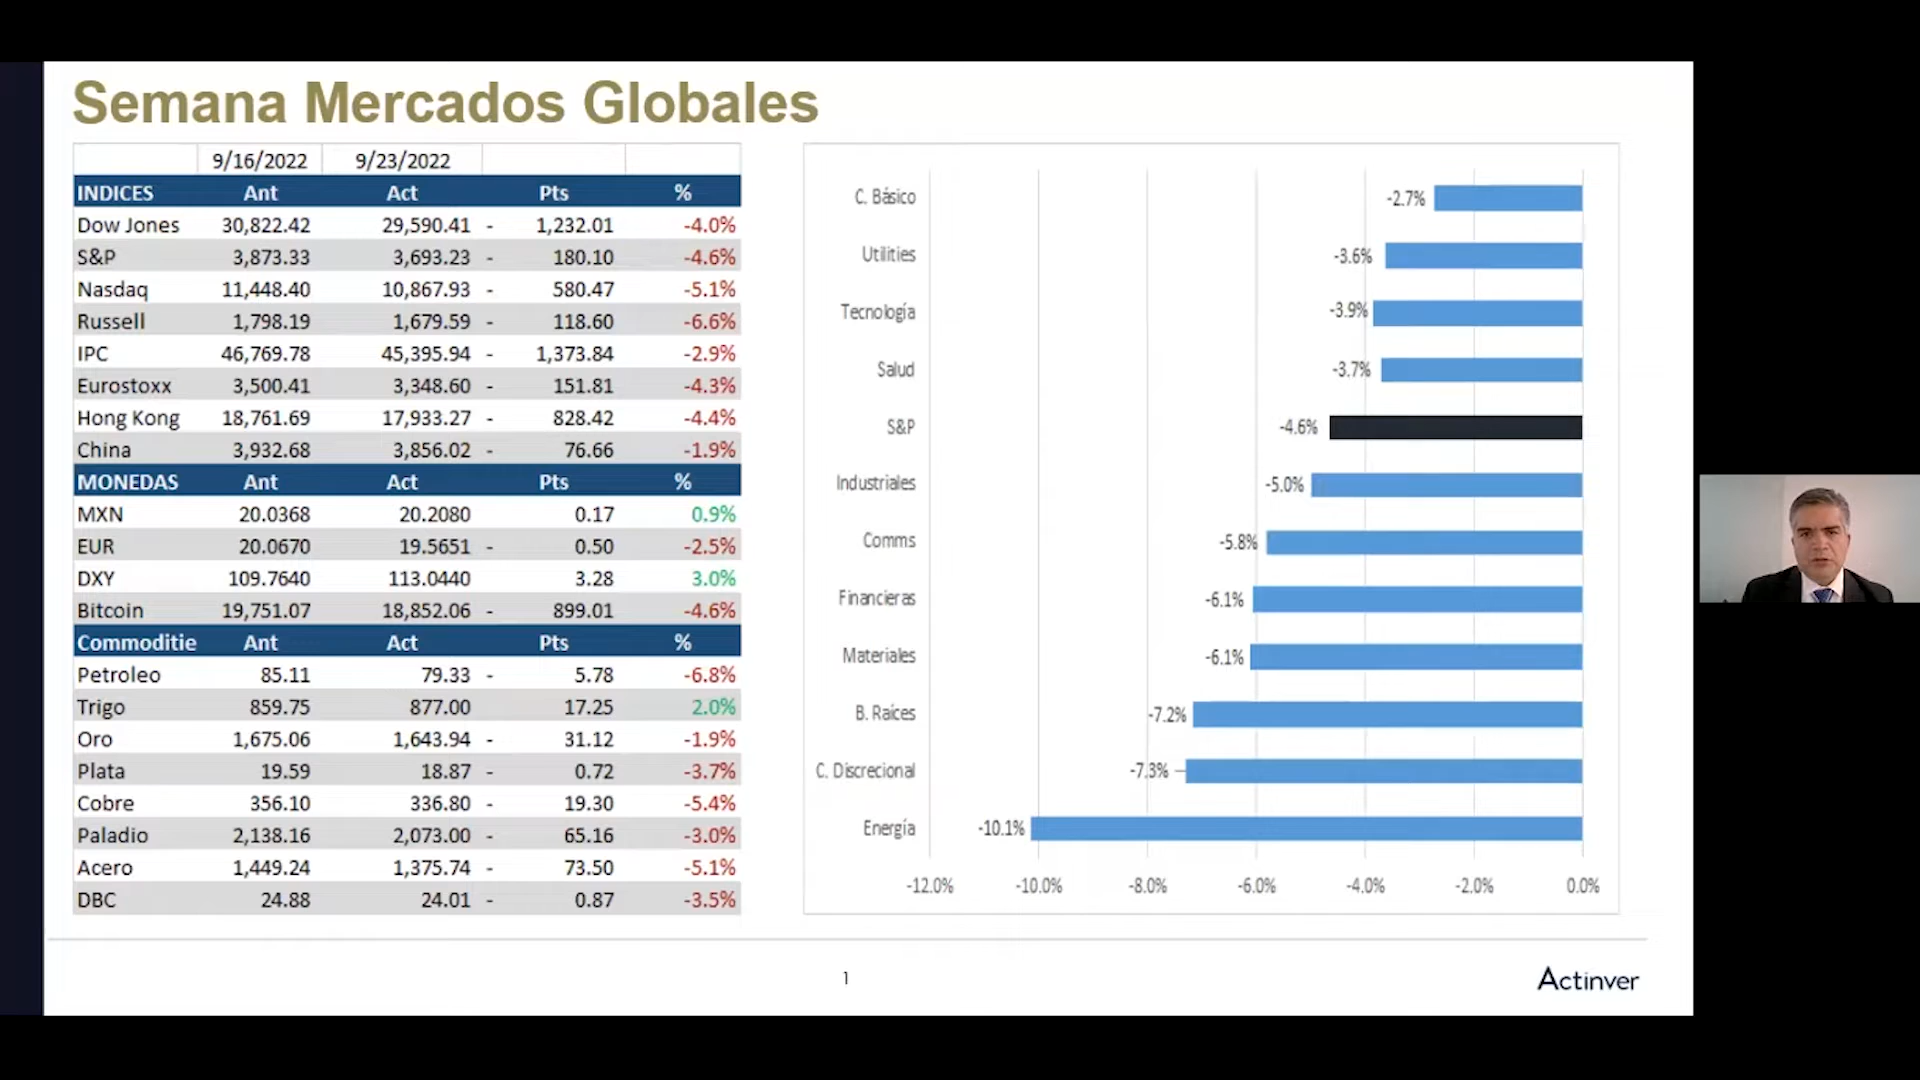 Semana Mercados Globales
9/16/2022 9/23/2022
INDICES Ant Act Pts %
Dow Jones 30,822.42 29,590.41 - 1,232.01 -4.0%
S&P 3,873.33 3,693.23 - 180.10 -4.6%
Nasdaq 11,448.40 10,867.93 - 580.47 -5.1%
Russell 1,798.19 1,679.59 - 118.60 -6.6%
IPC 46,769.78 45,395.94 - 1,373.84 -2.9%
Eurostoxx 3,500.41 3,348.60 - 151.81 -4.3%
Hong Kong 18,761.69 17,933.27 - 828.42 -4.4%
China 3,932.68 3,856.02 - 76.66 -1.9%
MONEDAS Ant Act Pts %
MXN 20.0368 20.2080 0.17 0.9%
EUR 20.0670 19.5651 - 0.50 -2.5%
DXY 109.7640 113.0440 3.28 3.0%
Bitcoin 19,751.07 18,852.06 - 899.01 -4.6%
Commoditie Ant Act Pts %
Petroleo 85.11 79.33 - 5.78 -6.8%
Trigo 859.75 877.00 17.25 2.0%
Oro 1,675.06 1,643.94 - 31.12 -1.9%
Plata 19.59 18.87 - 0.72 -3.7%
Cobre 356.10 336.80 - 19.30 -5.4%
Paladio 2,138.16 2,073.00 - 65.16 -3.0%
Acero 1,449.24 1,375.74 - 73.50 -5.1%
DBC 24.88 24.01 - 0.87 -3.5%
C. Básico -2.7%
Utilities -3.6%
Tecnología -3.9%
Salud -3.7%
S&P -4.6%
Industriales -5.0%
Comms -5.8%
Financieras -6.1%
Materiales -6.1%
B. Raíces -7.2%
C. Discrecional -7.3%
Energía -10.1%
-12.0% -10.0% -8.0% -6.0% -4.0% -2.0% 0.0%
1
Actinver